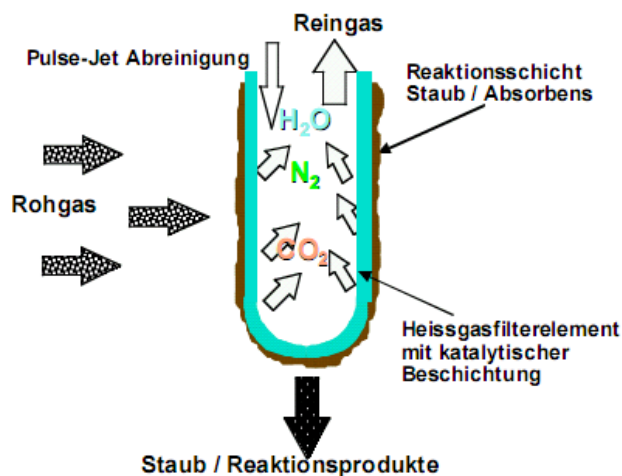 Reingas
Pulse-Jet Abreinigung
Reaktionsschicht
Staub / Absorbens
H₂O
N₂
Rohgas
CO₂
Heissgasfilterelement
mit katalytischer
Beschichtung
Staub / Reaktionsprodukte